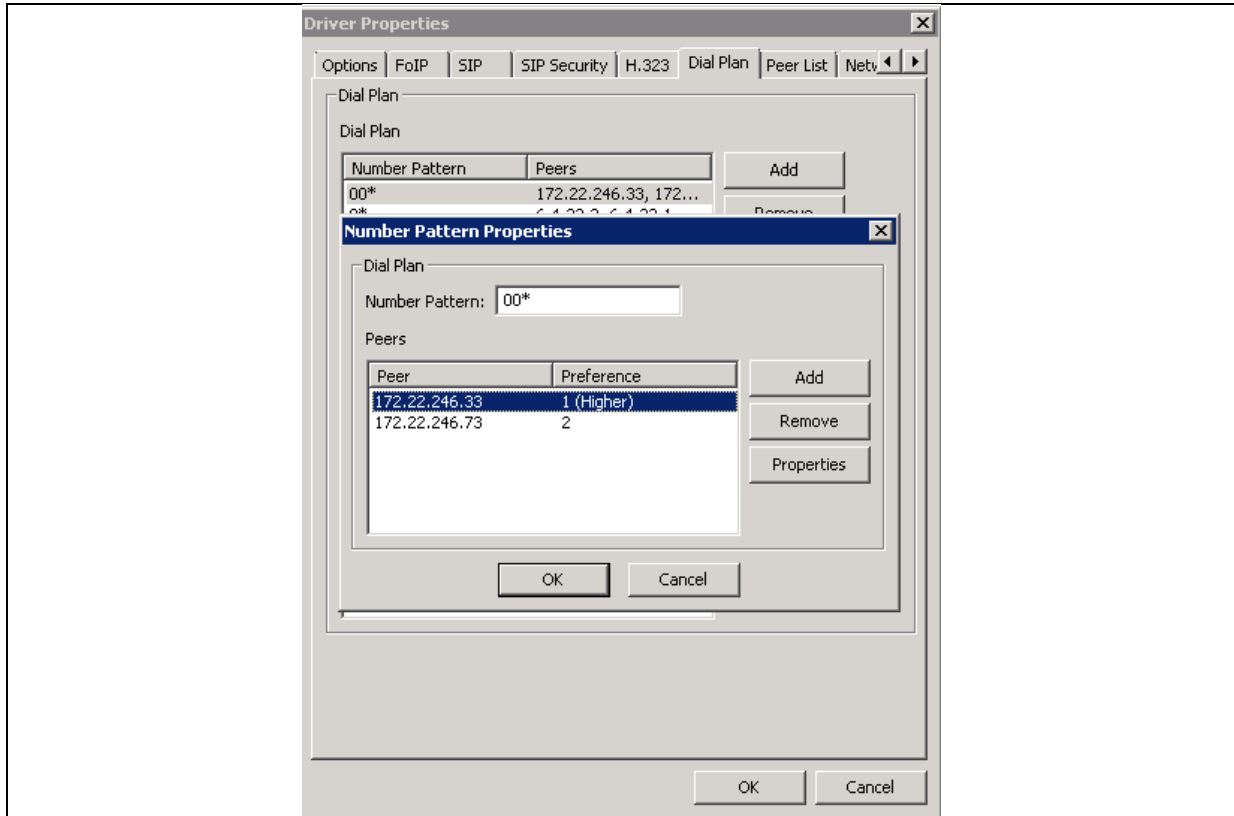 Driver Properties
Options FoIP SIP SIP Security H.323 Dial Plan Peer List
Dial Plan
Dial Plan
Number Pattern Peers
Add
00* 172.22.246.33, 172...
Remove
Number Pattern Properties
Dial Plan
Number Pattern: 00*
Peers
Peer Preference
Add
172.22.246.33 1 (Higher)
172.22.246.73 2
Remove
Properties
OK Cancel
OK Cancel